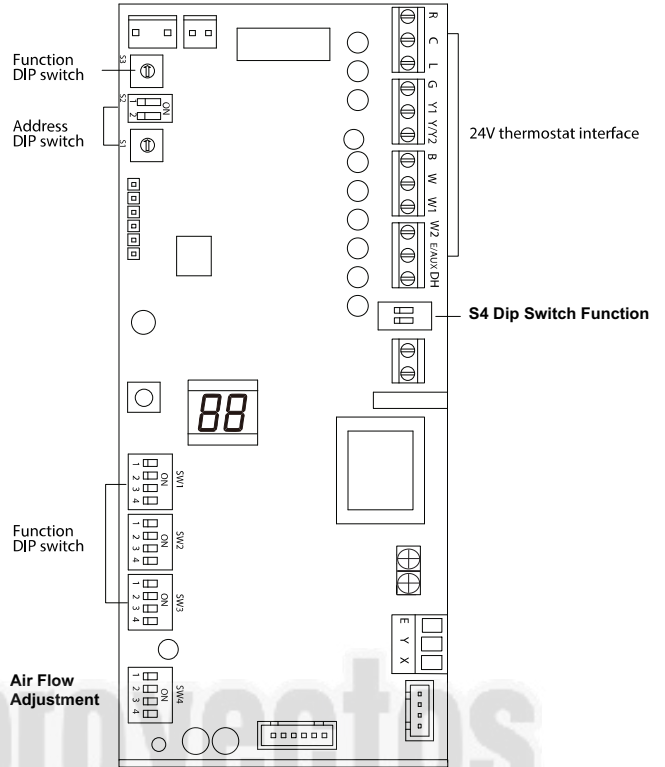 Function
DIP switch
S3
S2
1
2
ON
Address
DIP switch
S1
R
C
L
G
Y1
Y/Y2
B
W
W1
W2
E/AUX
DH
24V thermostat interface
S4 Dip Switch Function
88
1
2
3
4
ON
SW1
Function
DIP switch
1
2
3
4
ON
SW2
1
2
3
4
ON
SW3
E
Y
X
Air Flow
Adjustment
1
2
3
4
ON
SW4
proyectos